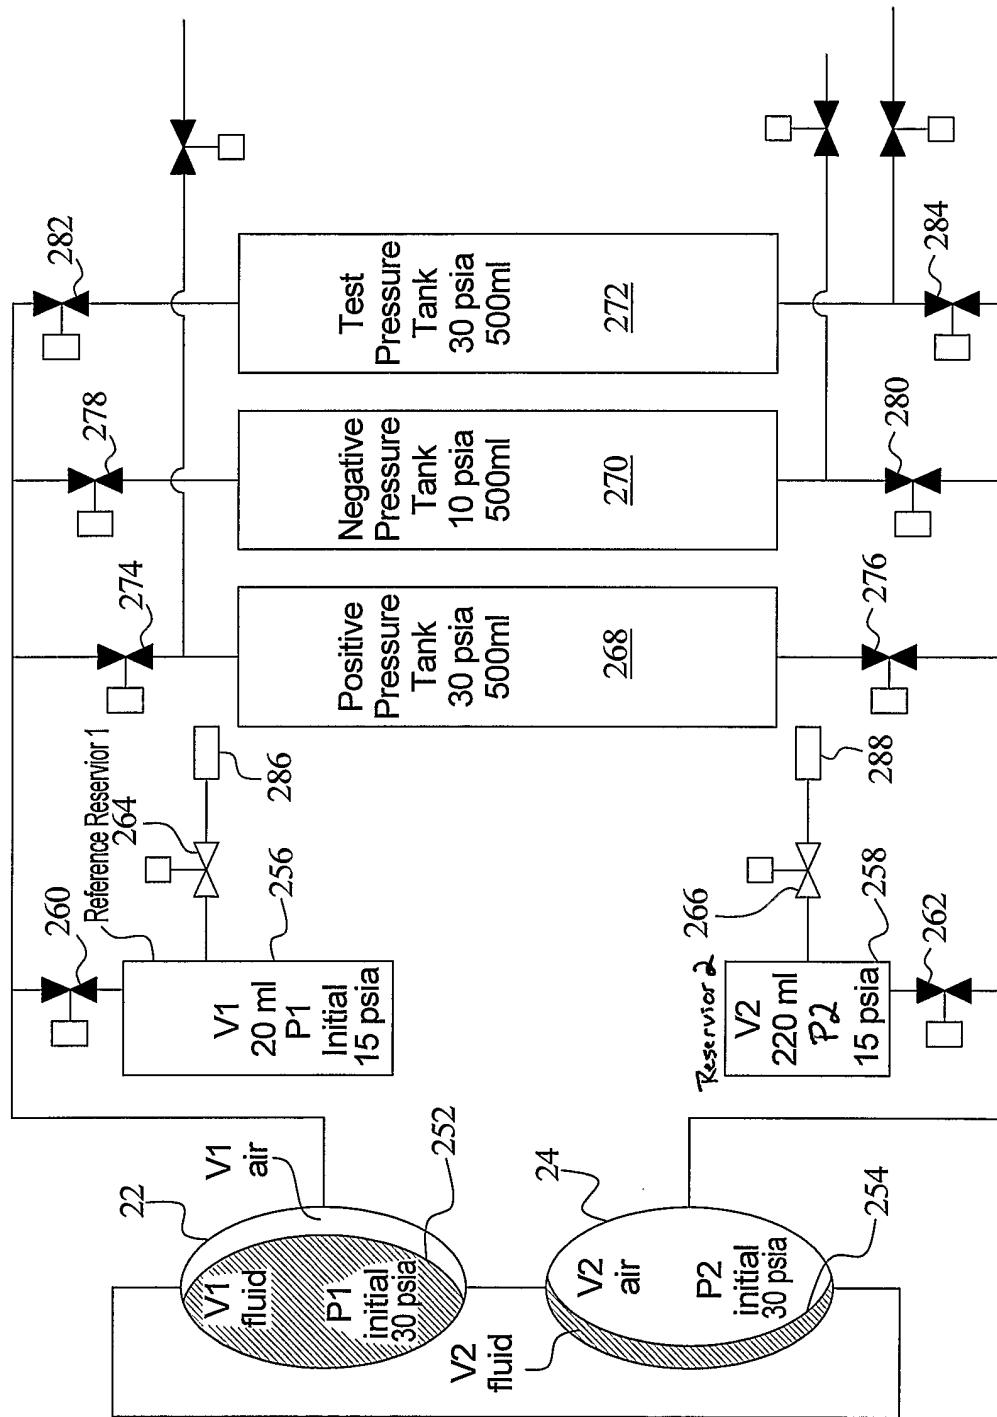 282
278
274
Reference Reservior 1
264
260
286
256
V1
20 ml
P1
Initial
15 psia
Test
Pressure
Tank
30 psia
500ml
272
Negative
Pressure
Tank
10 psia
500ml
270
Positive
Pressure
Tank
30 psia
500ml
268
284
280
276
288
266
258
262
Reservior 2
V2
220 ml
P2
15 psia
22
V1
air
252
V1
fluid
P1
initial
30 psia
24
254
V2
air
P2
initial
30 psia
V2
fluid